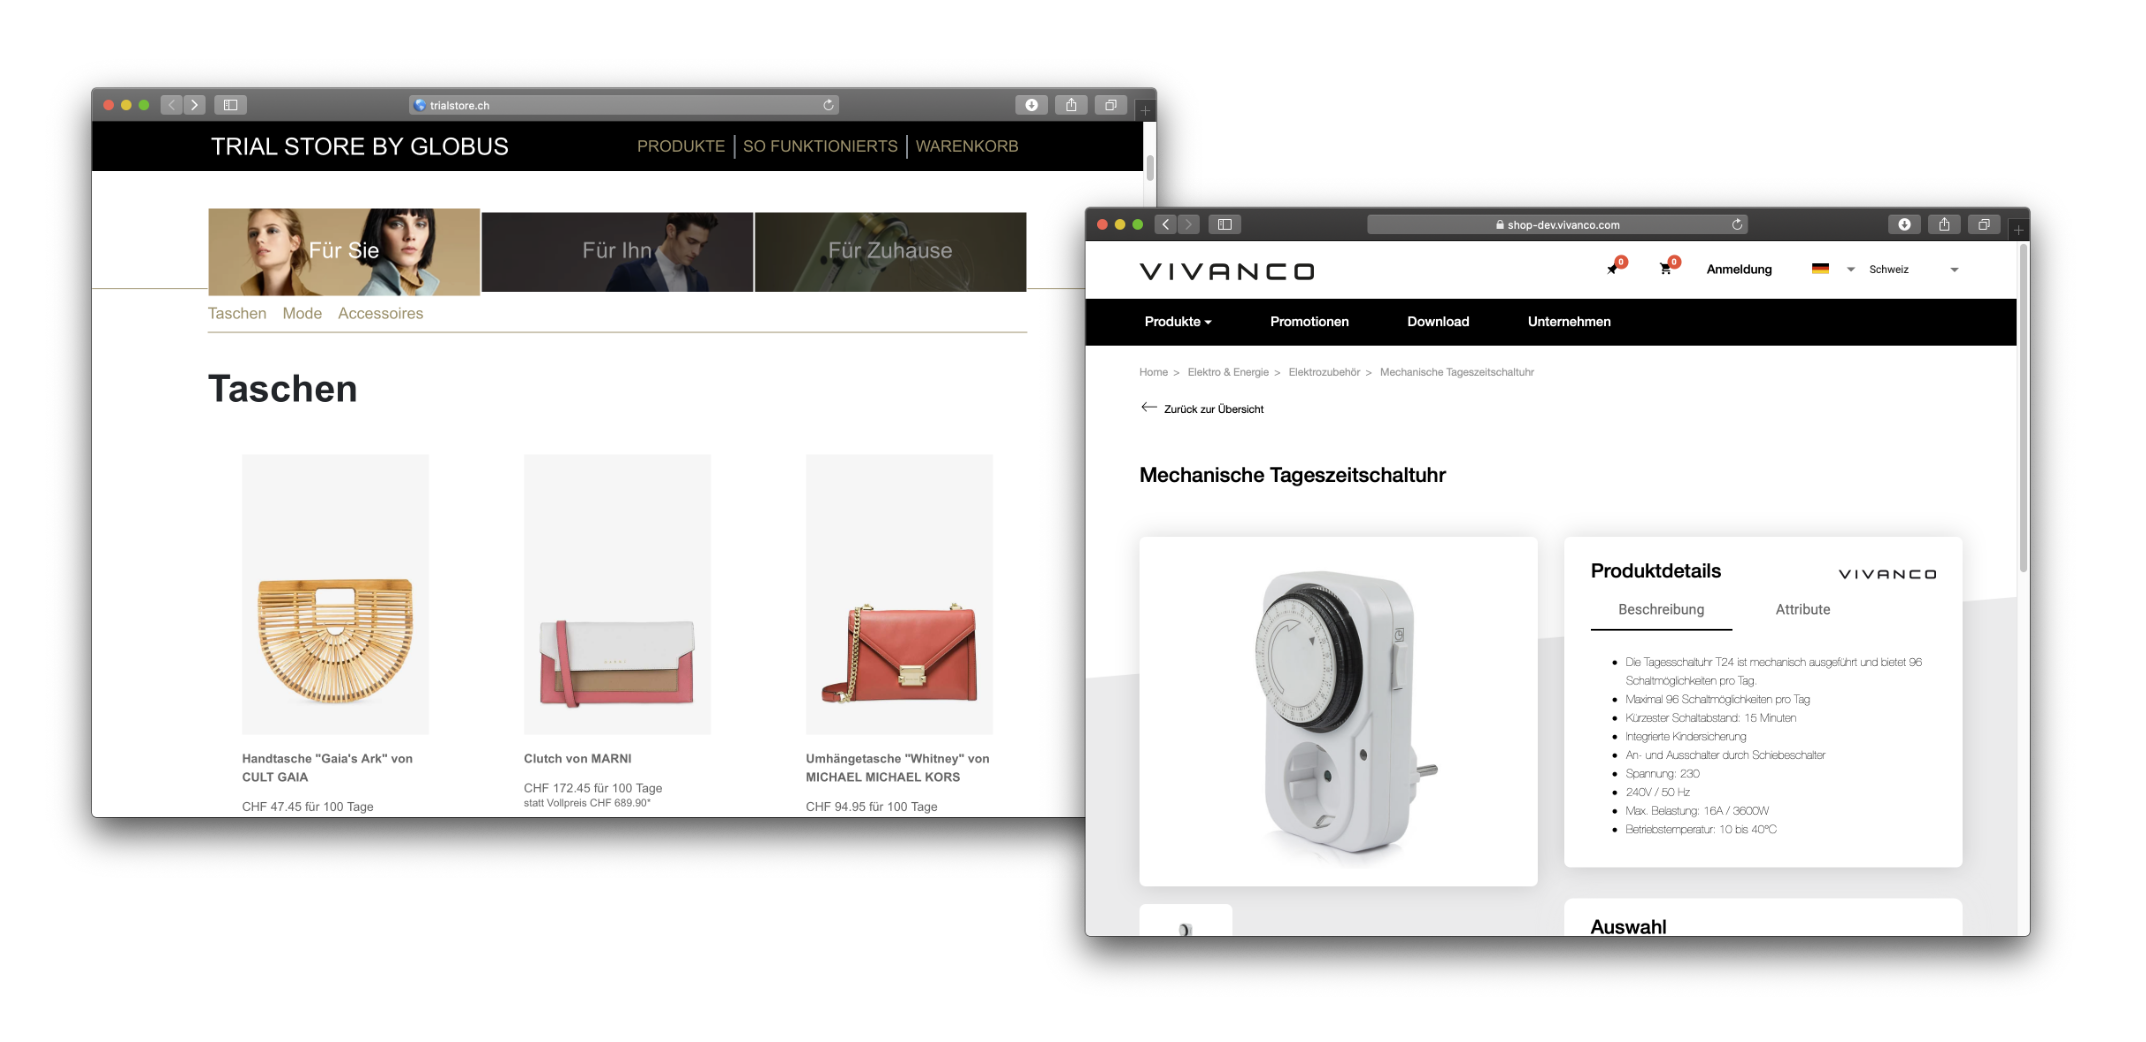 trialstore.ch
TRIAL STORE BY GLOBUS
PRODUKTE
SO FUNKTIONIERTS
WARENKORB
Für Sie
Für Ihn
Für Zuhause
Taschen
Mode
Accessoires
Taschen
Handtasche "Gaia's Ark" von
CULT GAIA
CHF 47.45 für 100 Tage
MARNI
Clutch von MARNI
CHF 172.45 für 100 Tage
statt Vollpreis CHF 689.90*
Umhängetasche "Whitney" von
MICHAEL MICHAEL KORS
CHF 94.95 für 100 Tage
shop-dev.vivanco.com
VIVANCO
0
0
Anmeldung
Schweiz
Produkte
Promotionen
Download
Unternehmen
Home > Elektro & Energie > Elektrozubehör > Mechanische Tageszeitschaltuhr
Zurück zur Übersicht
Mechanische Tageszeitschaltuhr
Produktdetails
VIVANCO
Beschreibung
Attribute
Die Tagesschaltuhr T24 ist mechanisch ausgeführt und bietet 96
Schaltmöglichkeiten pro Tag.
Maximal 96 Schaltmöglichkeiten pro Tag
Kürzester Schaltabstand: 15 Minuten
Integrierte Kindersicherung
An- und Ausschalter durch Schiebeschalter
Spannung: 230
240V / 50 Hz
Max. Belastung: 16A / 3600W
Betriebstemperatur: 10 bis 40°C
Auswahl